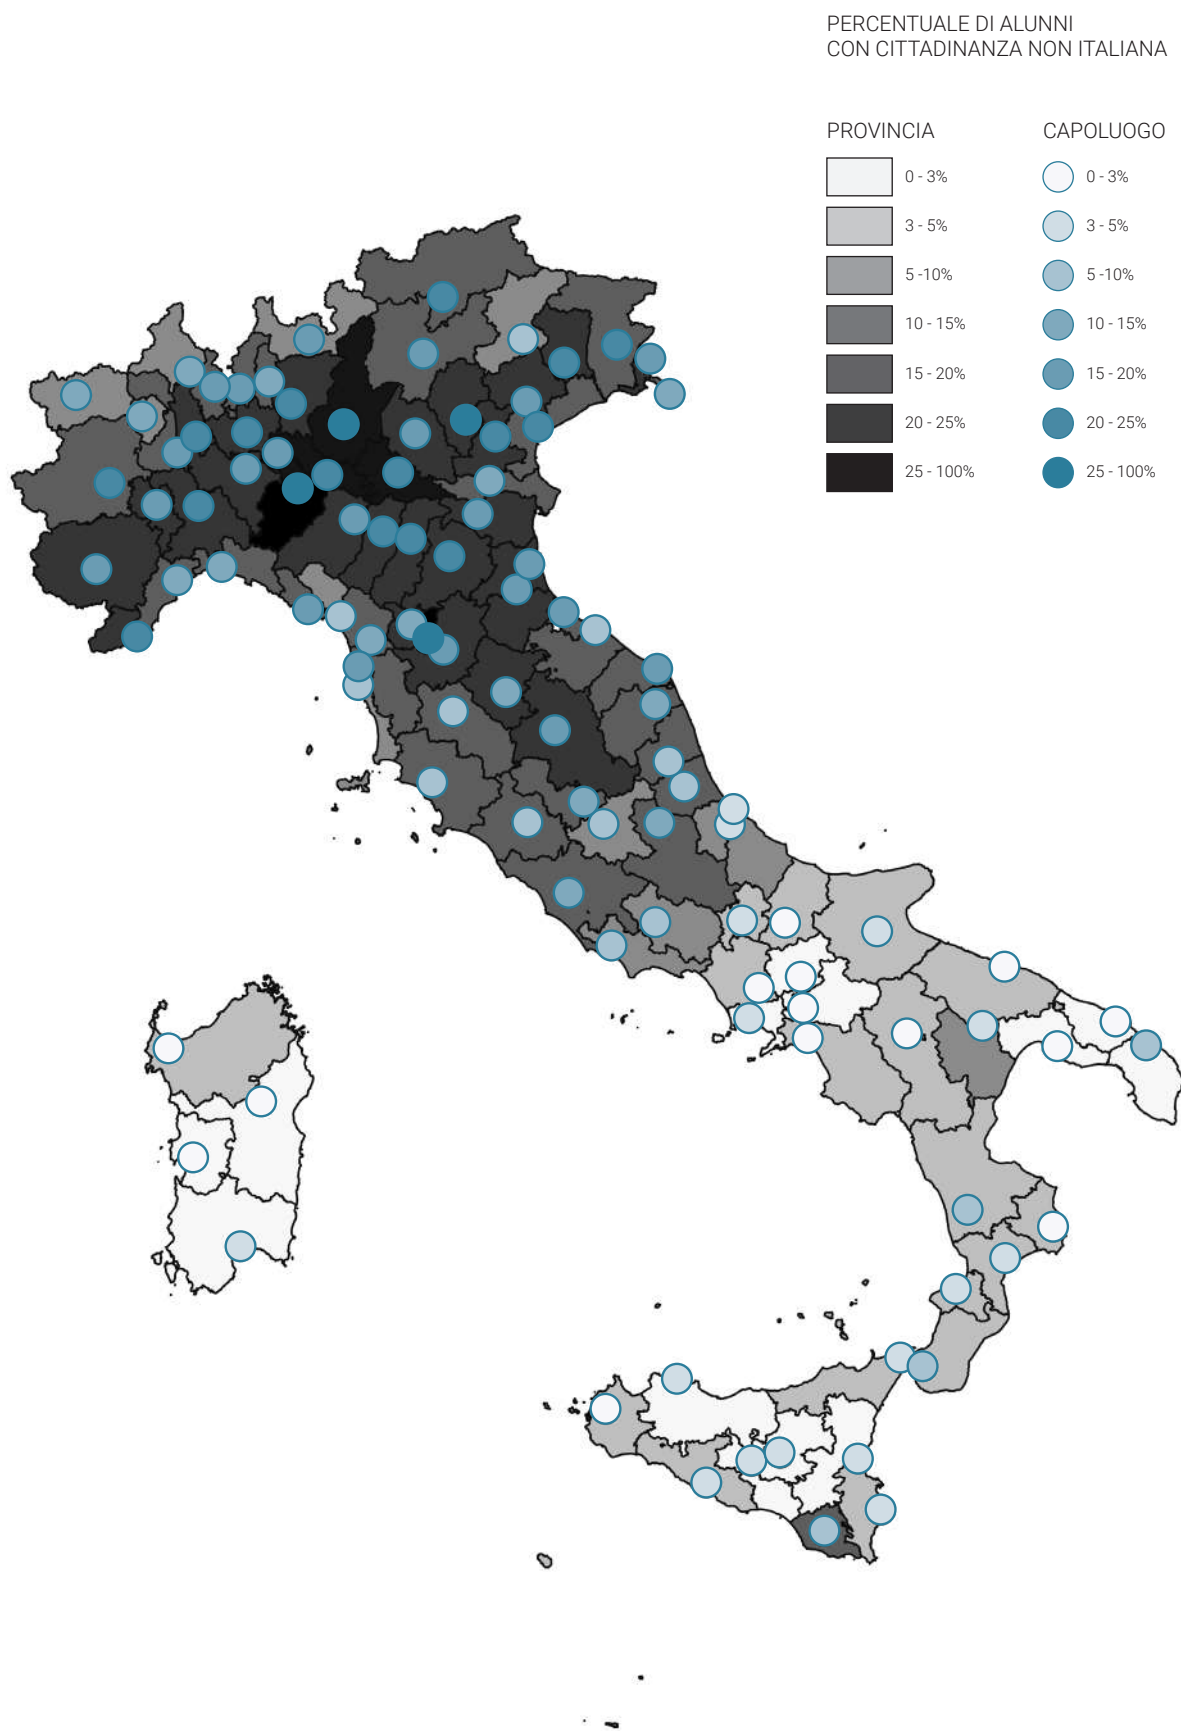 PERCENTUALE DI ALUNNI
CON CITTADINANZA NON ITALIANA
PROVINCIA
0 - 3%
3 - 5%
5 -10%
10 - 15%
15 - 20%
20 - 25%
25 - 100%
CAPOLUOGO
0 - 3%
3 - 5%
5 -10%
10 - 15%
15 - 20%
20 - 25%
25 - 100%